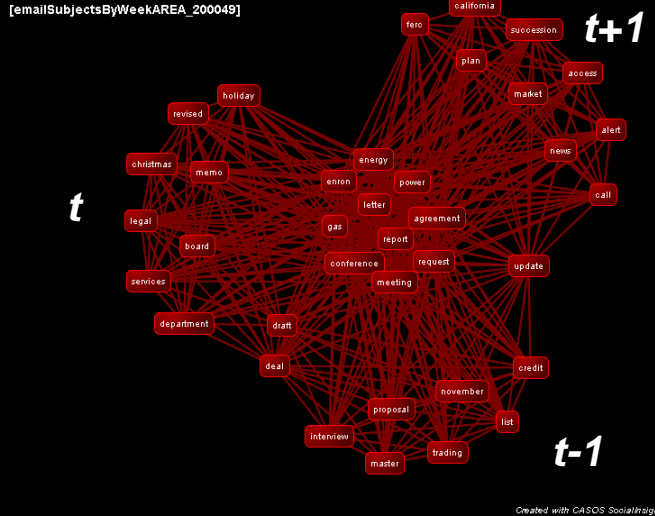 [emailSubjectsByWeekAREA_200049]
california
ferc
succession
t+1
plan
access
market
holiday
revised
alert
news
energy
christmas
memo
enron
power
call
letter
t
legal
agreement
gas
report
board
conference
request
update
services
meeting
department
draft
deal
credit
november
proposal
list
interview
t-1
trading
master
Created with CASOS SocialInsig